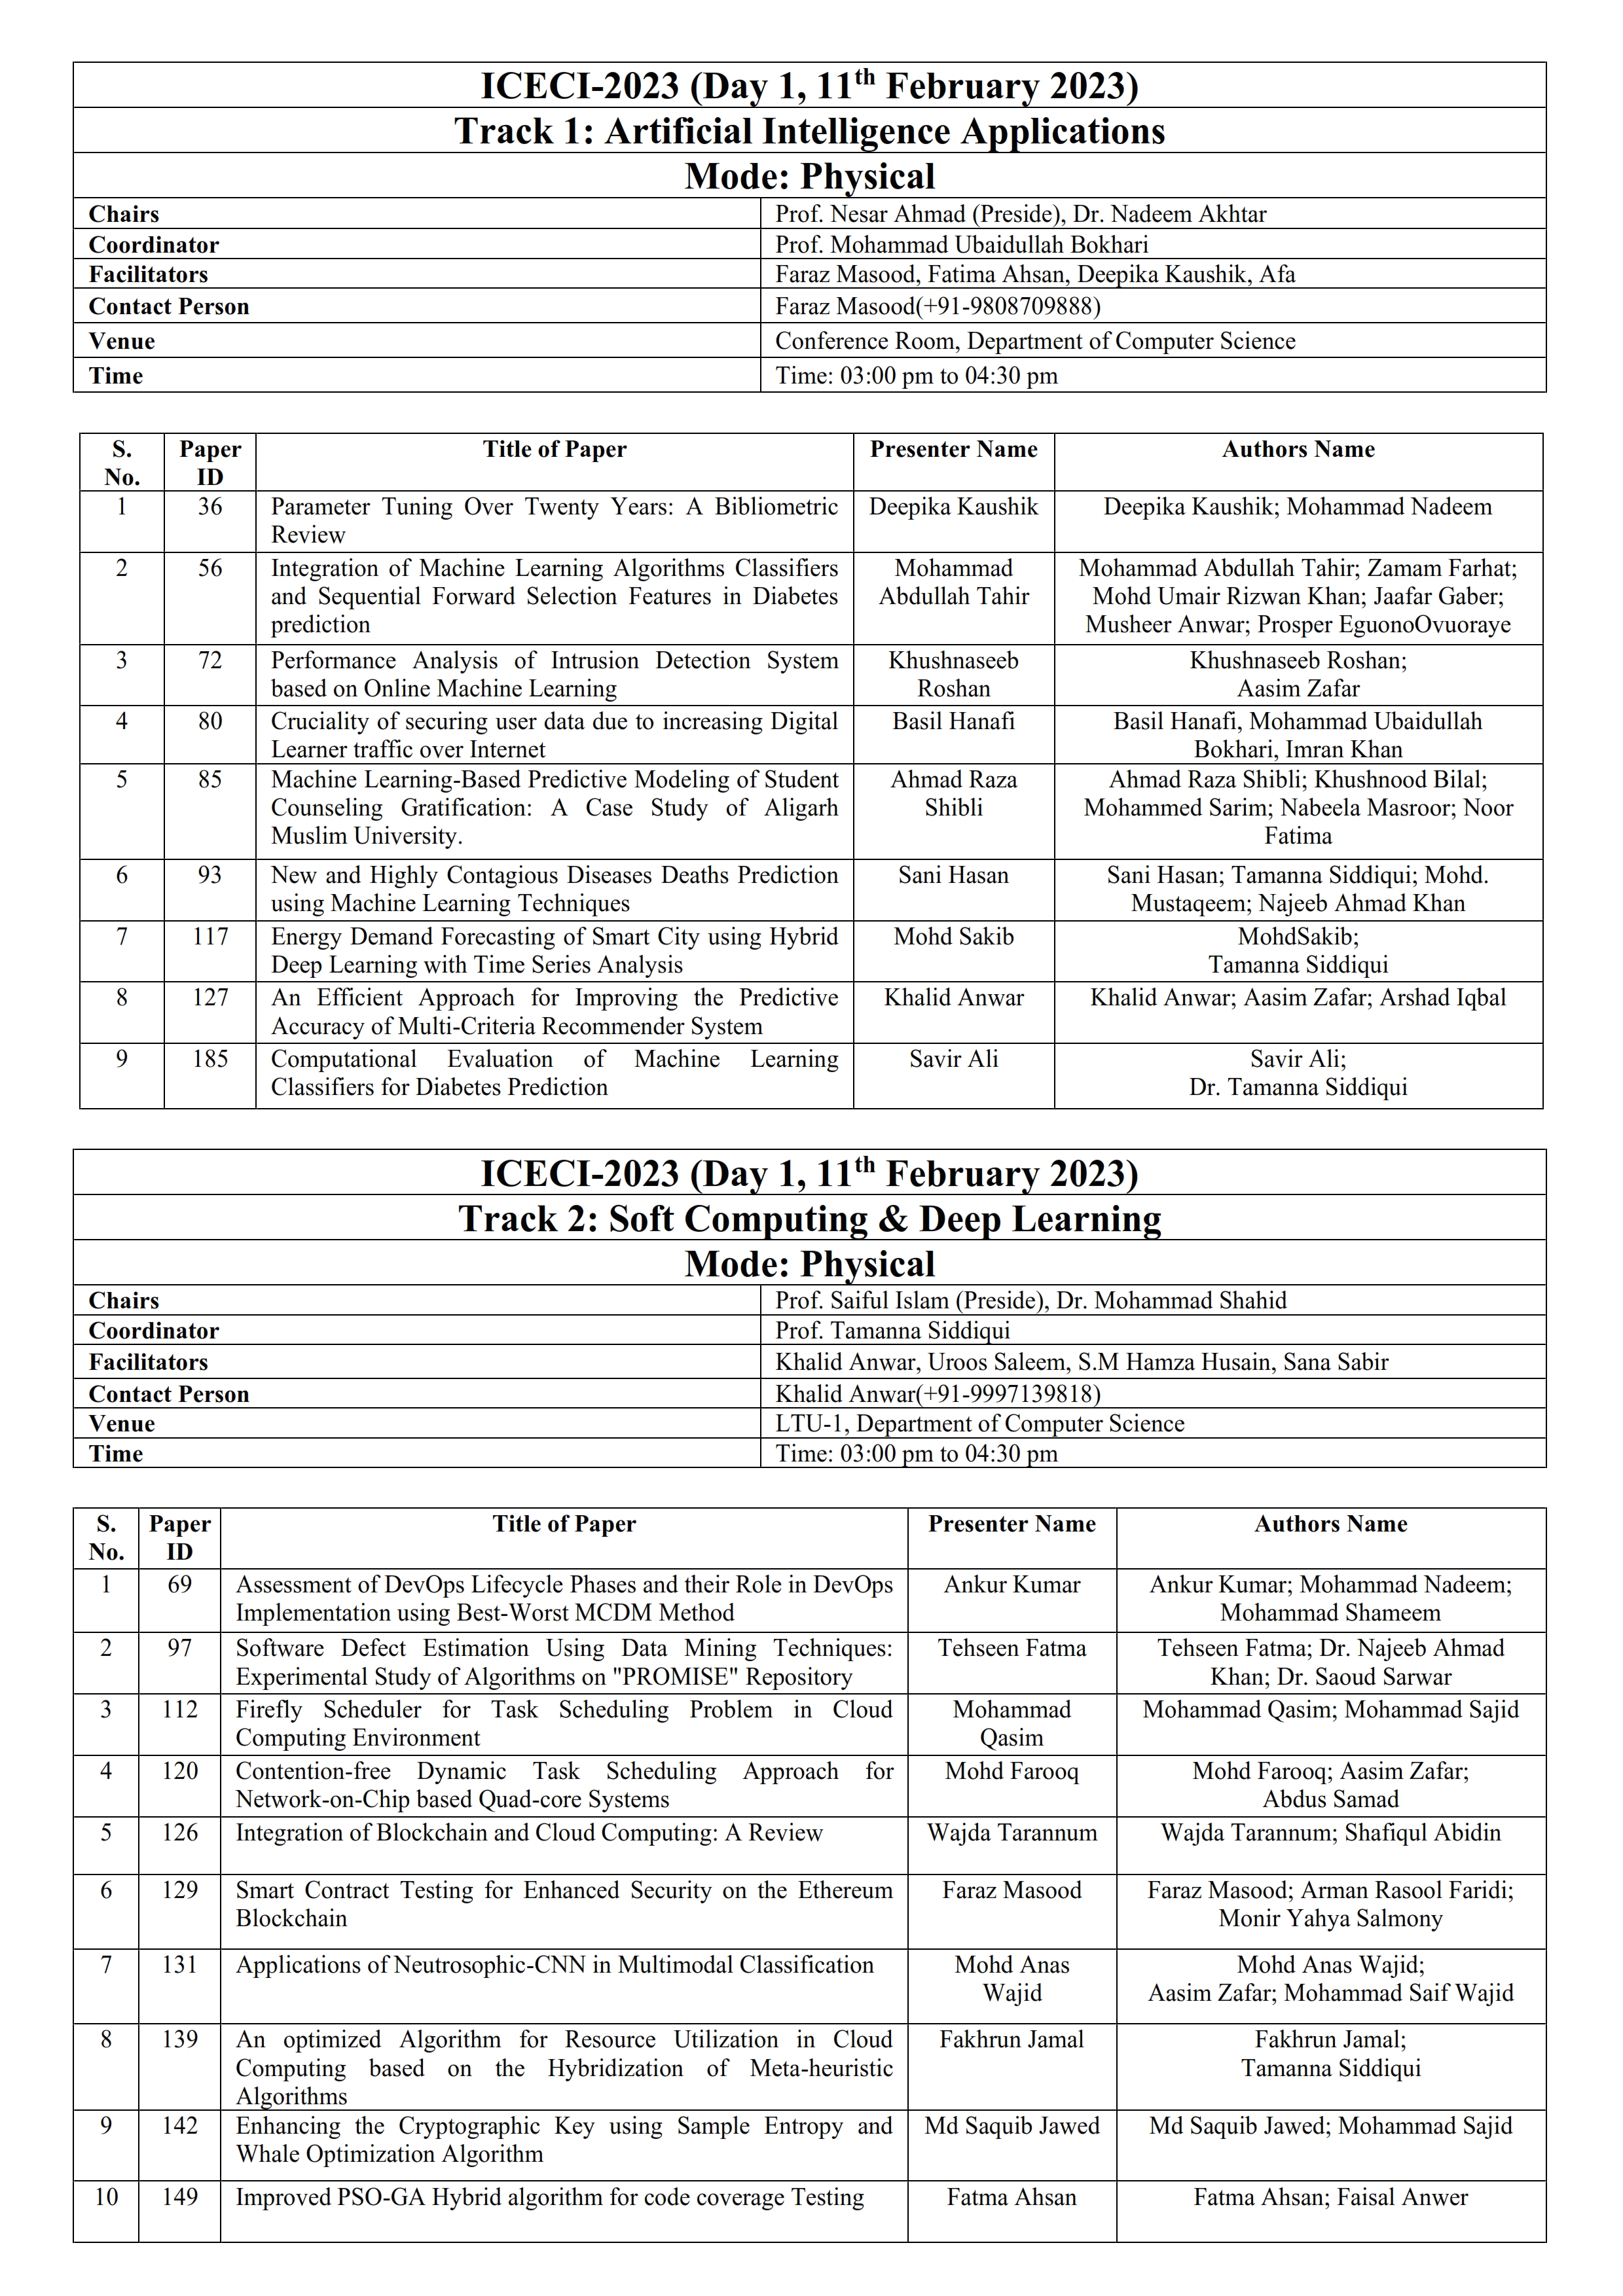 ICECI-2023 (Day 1, 11th February 2023)
Track 1: Artificial Intelligence Applications
Mode: Physical
Chairs Prof. Nesar Ahmad (Preside), Dr. Nadeem Akhtar
Coordinator Prof. Mohammad Ubaidullah Bokhari
Facilitators Faraz Masood, Fatima Ahsan, Deepika Kaushik, Afa
Contact Person Faraz Masood(+91-9808709888)
Venue Conference Room, Department of Computer Science
Time Time: 03:00 pm to 04:30 pm
S. Paper Title of Paper Presenter Name Authors Name
No. ID
1 36 Parameter Tuning Over Twenty Years: A Bibliometric Deepika Kaushik Deepika Kaushik; Mohammad Nadeem
Review
2 56 Integration of Machine Learning Algorithms Classifiers Mohammad Mohammad Abdullah Tahir; Zamam Farhat;
and Sequential Forward Selection Features in Diabetes Abdullah Tahir Mohd Umair Rizwan Khan; Jaafar Gaber;
prediction Musheer Anwar; Prosper EguonoOvuoraye
3 72 Performance Analysis of Intrusion Detection System Khushnaseeb Khushnaseeb Roshan;
based on Online Machine Learning Roshan Aasim Zafar
4 80 Cruciality of securing user data due to increasing Digital Basil Hanafi Basil Hanafi, Mohammad Ubaidullah
Learner traffic over Internet Bokhari, Imran Khan
5 85 Machine Learning-Based Predictive Modeling of Student Ahmad Raza Ahmad Raza Shibli; Khushnood Bilal;
Counseling Gratification: A Case Study of Aligarh Shibli Mohammed Sarim; Nabeela Masroor; Noor
Muslim University. Fatima
6 93 New and Highly Contagious Diseases Deaths Prediction Sani Hasan Sani Hasan; Tamanna Siddiqui; Mohd.
using Machine Learning Techniques Mustaqeem; Najeeb Ahmad Khan
7 117 Energy Demand Forecasting of Smart City using Hybrid Mohd Sakib MohdSakib;
Deep Learning with Time Series Analysis Tamanna Siddiqui
8 127 An Efficient Approach for Improving the Predictive Khalid Anwar Khalid Anwar; Aasim Zafar; Arshad Iqbal
Accuracy of Multi-Criteria Recommender System
9 185 Computational Evaluation of Machine Learning Savir Ali Savir Ali;
Classifiers for Diabetes Prediction Dr. Tamanna Siddiqui
ICECI-2023 (Day 1, 11th February 2023)
Track 2: Soft Computing & Deep Learning
Mode: Physical
Chairs Prof. Saiful Islam (Preside), Dr. Mohammad Shahid
Coordinator Prof. Tamanna Siddiqui
Facilitators Khalid Anwar, Uroos Saleem, S.M Hamza Husain, Sana Sabir
Contact Person Khalid Anwar(+91-9997139818)
Venue LTU-1, Department of Computer Science
Time Time: 03:00 pm to 04:30 pm
S. Paper Title of Paper Presenter Name Authors Name
No. ID
1 69 Assessment of DevOps Lifecycle Phases and their Role in DevOps Ankur Kumar Ankur Kumar; Mohammad Nadeem;
Implementation using Best-Worst MCDM Method Mohammad Shameem
2 97 Software Defect Estimation Using Data Mining Techniques: Tehseen Fatma Tehseen Fatma; Dr. Najeeb Ahmad
Experimental Study of Algorithms on "PROMISE" Repository Khan; Dr. Saoud Sarwar
3 112 Firefly Scheduler for Task Scheduling Problem in Cloud Mohammad Mohammad Qasim; Mohammad Sajid
Computing Environment Qasim
4 120 Contention-free Dynamic Task Scheduling Approach for Mohd Farooq Mohd Farooq; Aasim Zafar;
Network-on-Chip based Quad-core Systems Abdus Samad
5 126 Integration of Blockchain and Cloud Computing: A Review Wajda Tarannum Wajda Tarannum; Shafiqul Abidin
6 129 Smart Contract Testing for Enhanced Security on the Ethereum Faraz Masood Faraz Masood; Arman Rasool Faridi;
Blockchain Monir Yahya Salmony
7 131 Applications of Neutrosophic-CNN in Multimodal Classification Mohd Anas Mohd Anas Wajid;
Wajid Aasim Zafar; Mohammad Saif Wajid
8 139 An optimized Algorithm for Resource Utilization in Cloud Fakhrun Jamal Fakhrun Jamal;
Computing based on the Hybridization of Meta-heuristic Tamanna Siddiqui
Algorithms
9 142 Enhancing the Cryptographic Key using Sample Entropy and Md Saquib Jawed Md Saquib Jawed; Mohammad Sajid
Whale Optimization Algorithm
10 149 Improved PSO-GA Hybrid algorithm for code coverage Testing Fatma Ahsan Fatma Ahsan; Faisal Anwer